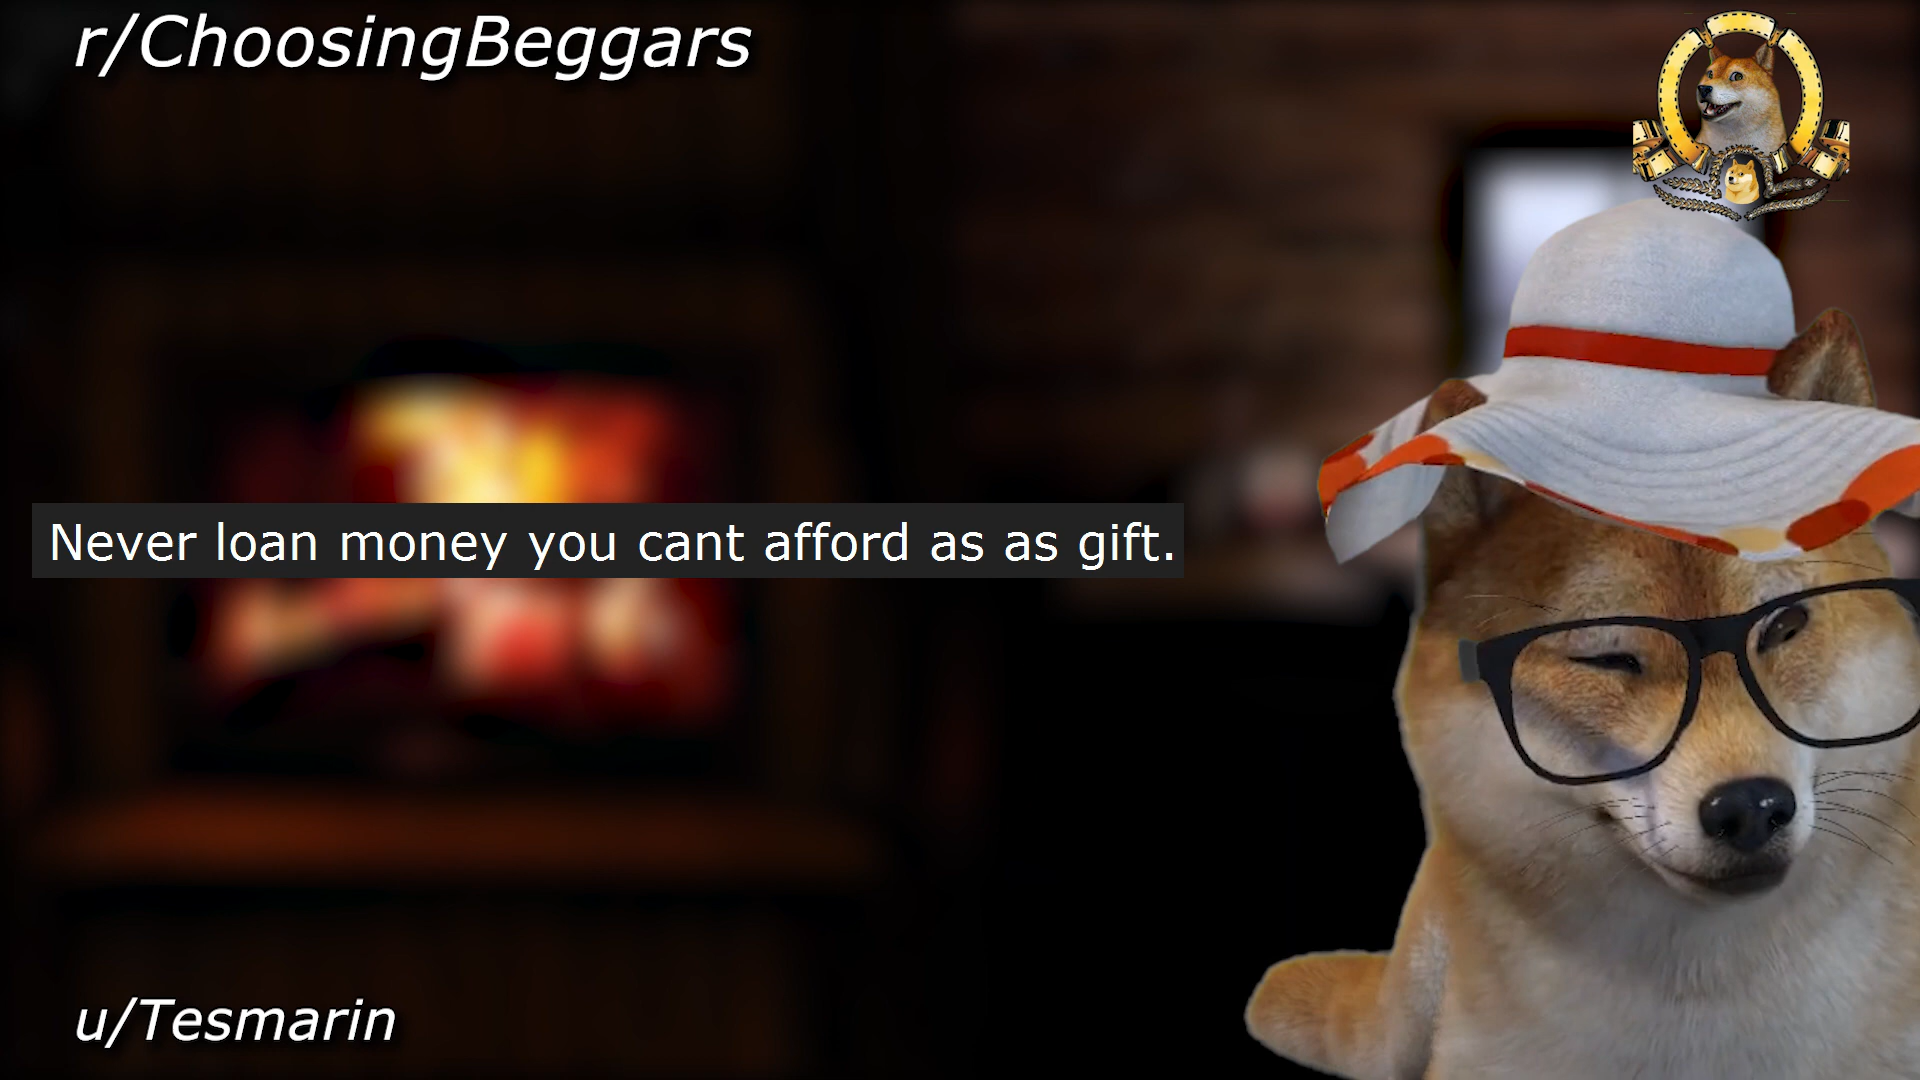 r/ChoosingBeggars
Never loan money you cant afford as as gift.
u/Tesmarin